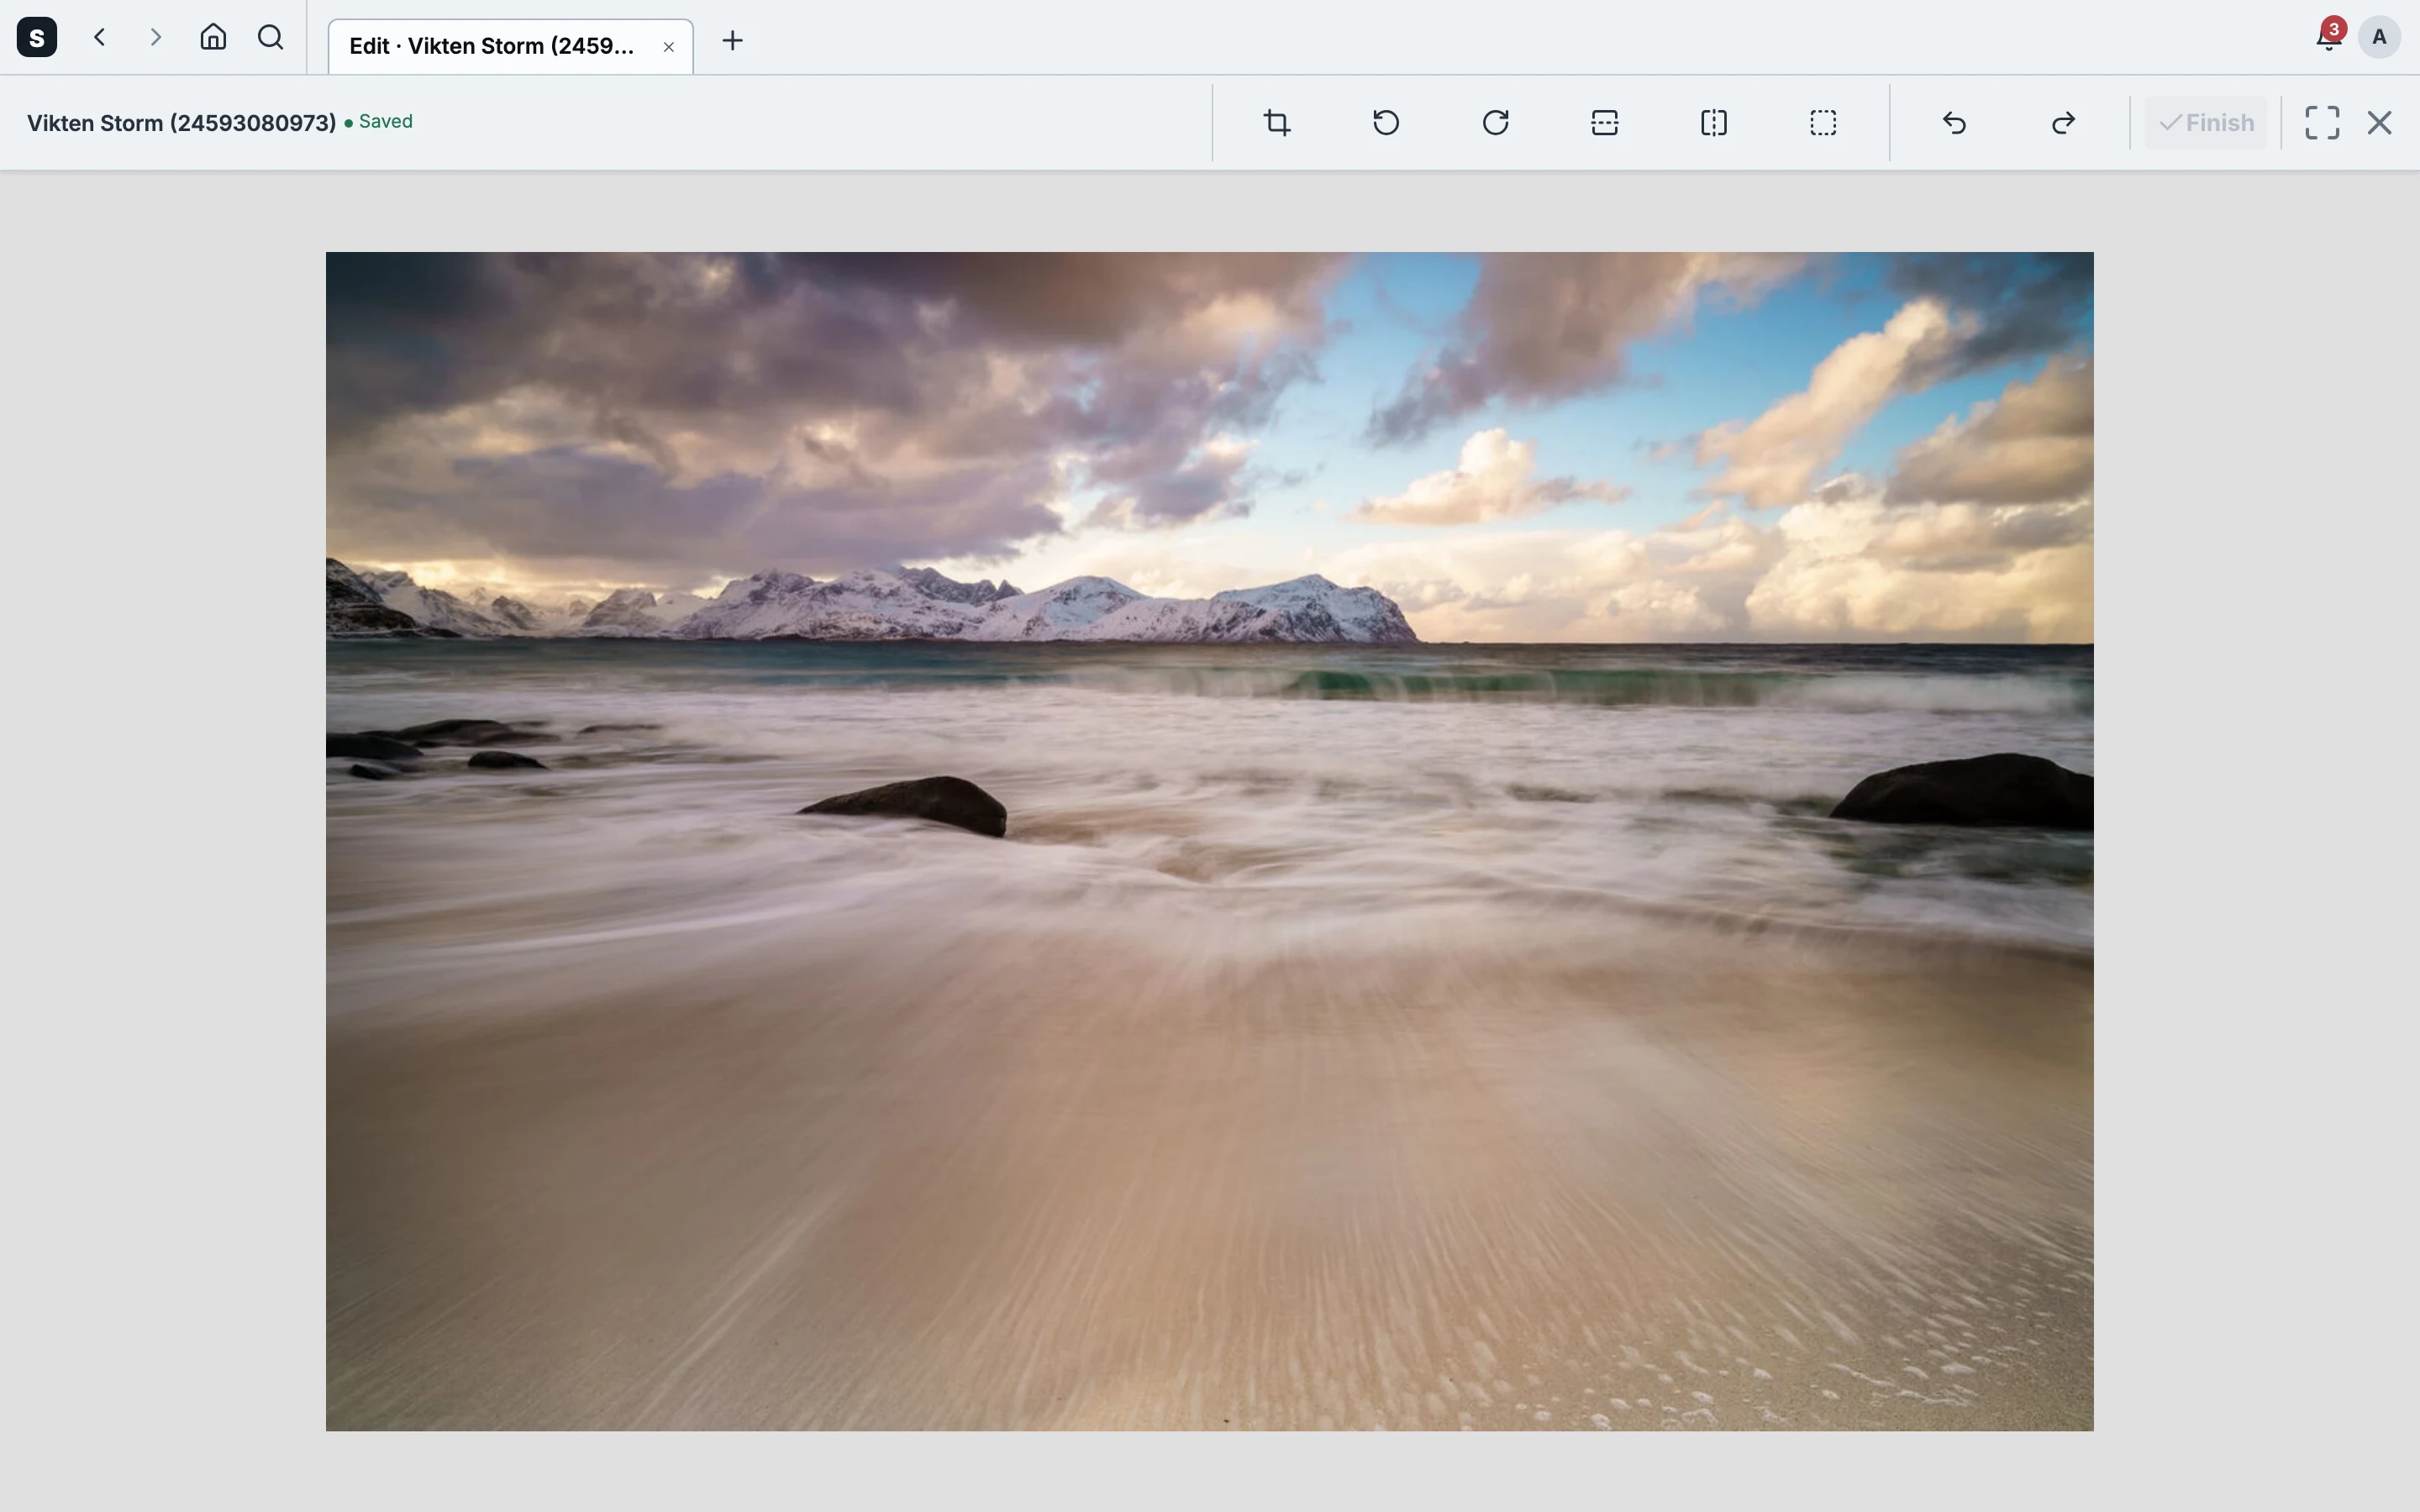 S
Edit · Vikten Storm (2459...
3
A
Vikten Storm (24593080973)
Saved
Finish